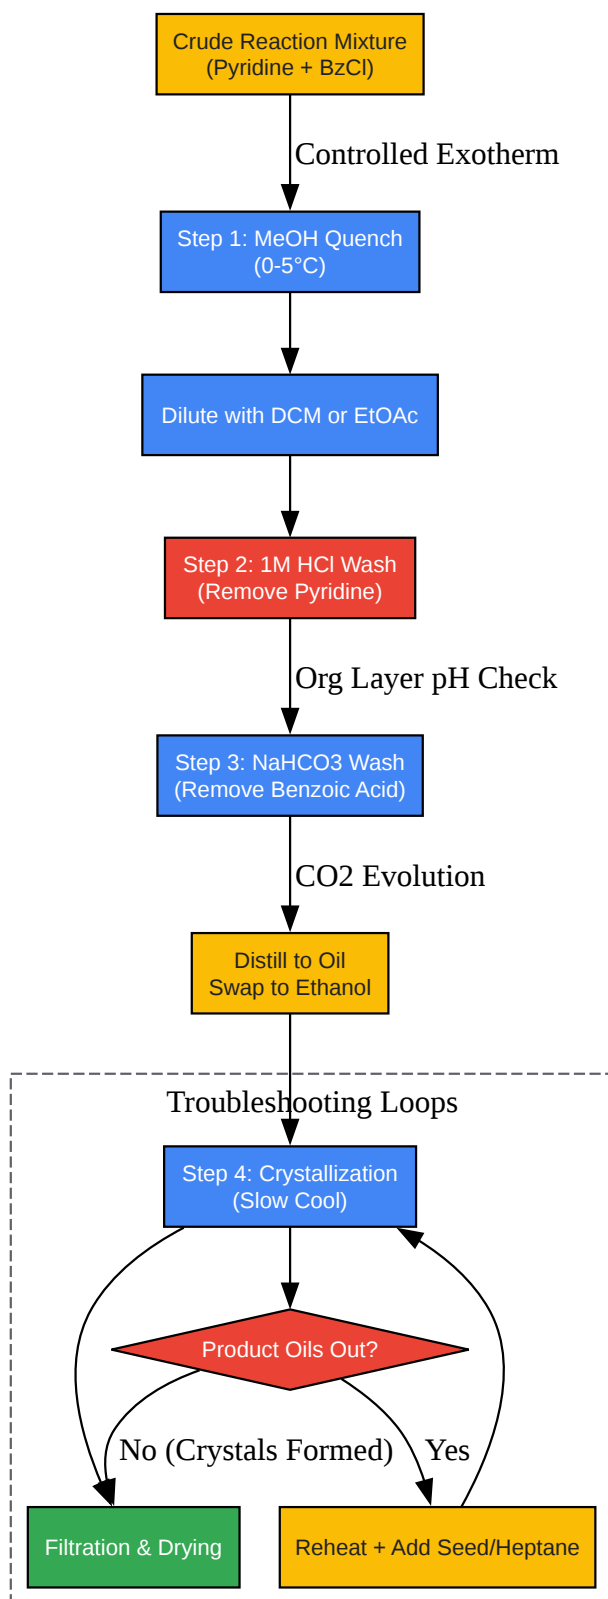 Crude Reaction Mixture
(Pyridine + BzCl)
Controlled Exotherm
Step 1: MeOH Quench
(0-5°C)
Dilute with DCM or EtOAc
Step 2: 1M HCl Wash
(Remove Pyridine)
Org Layer pH Check
Step 3: NaHCO3 Wash
(Remove Benzoic Acid)
CO2 Evolution
Distill to Oil
Swap to Ethanol
Troubleshooting Loops
Step 4: Crystallization
(Slow Cool)
Product Oils Out?
No (Crystals Formed)
Yes
Filtration & Drying
Reheat + Add Seed/Heptane